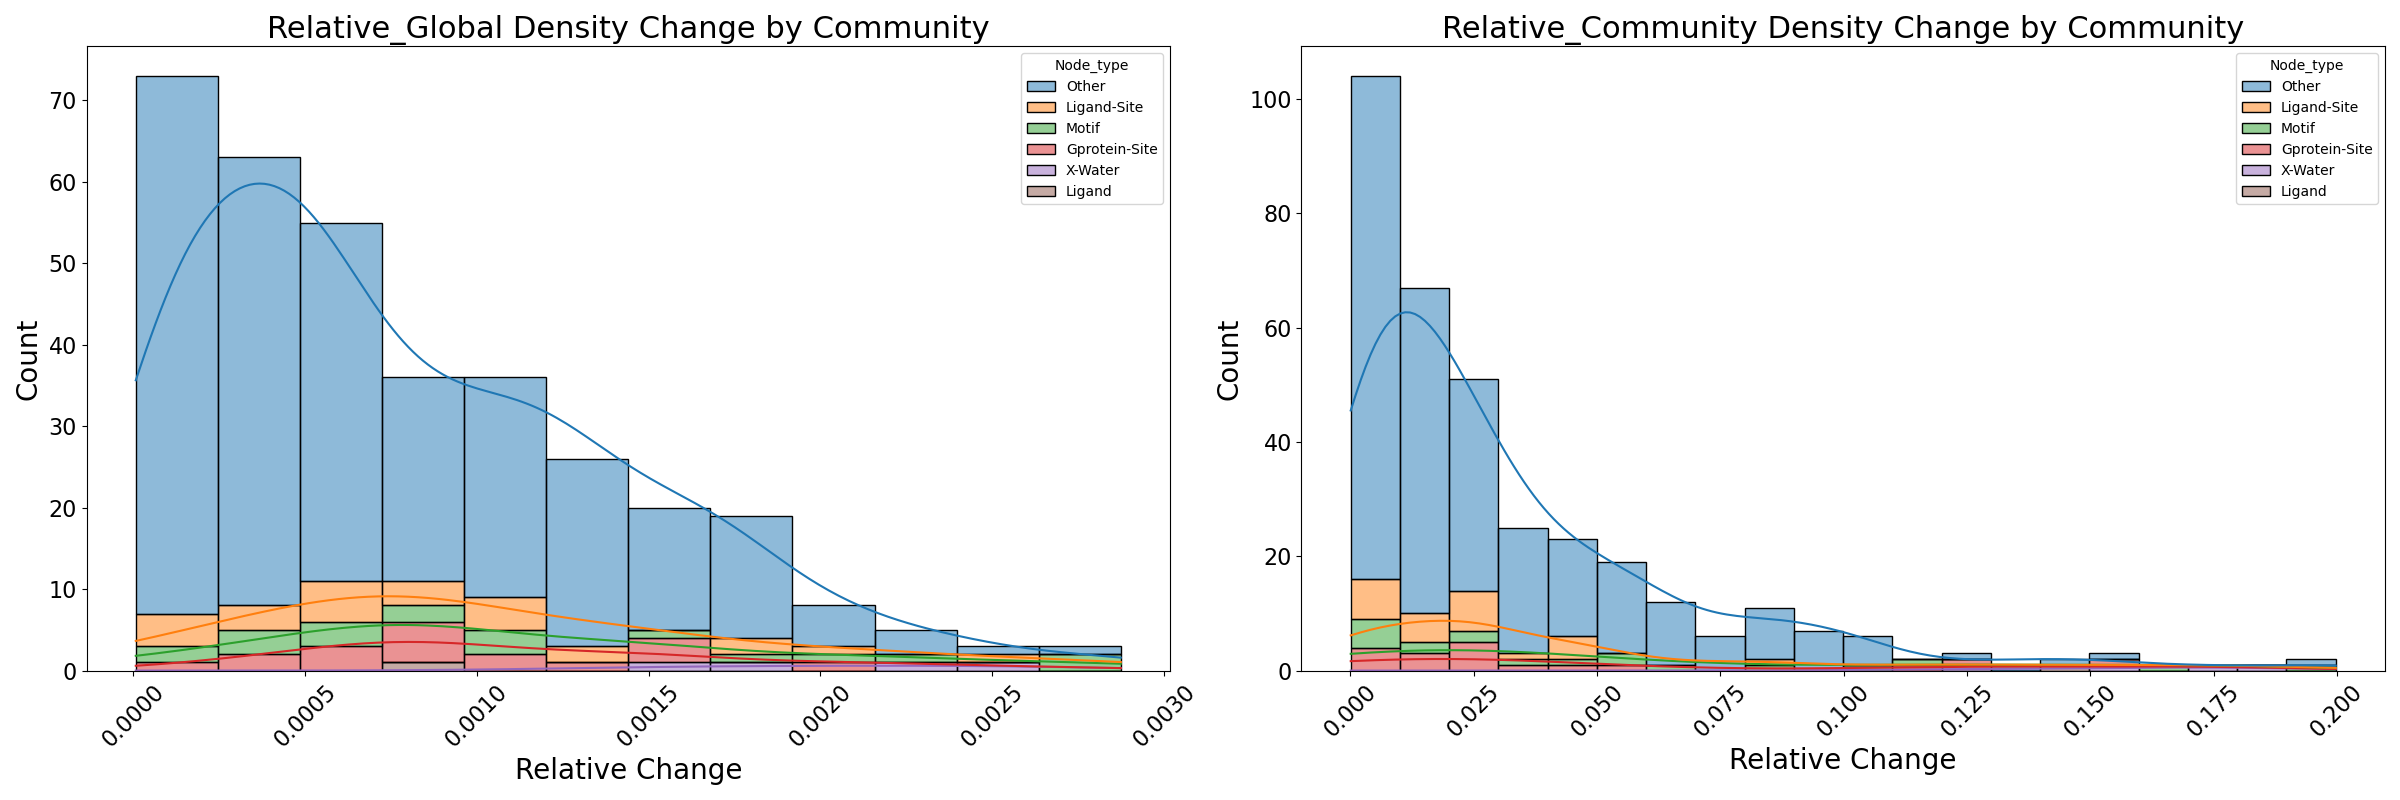 Relative_Global Density Change by Community
Node_type
Other
Ligand-Site
Motif
Gprotein-Site
X-Water
Ligand
Count
70
60
50
40
30
20
10
0
0.0000
0.0005
0.0010
0.0015
0.0020
0.0025
0.0030
Relative Change
Relative_Community Density Change by Community
Node_type
Other
Ligand-Site
Motif
Gprotein-Site
X-Water
Ligand
Count
100
80
60
40
20
0
0.000
0.025
0.050
0.075
0.100
0.125
0.150
0.175
0.200
Relative Change